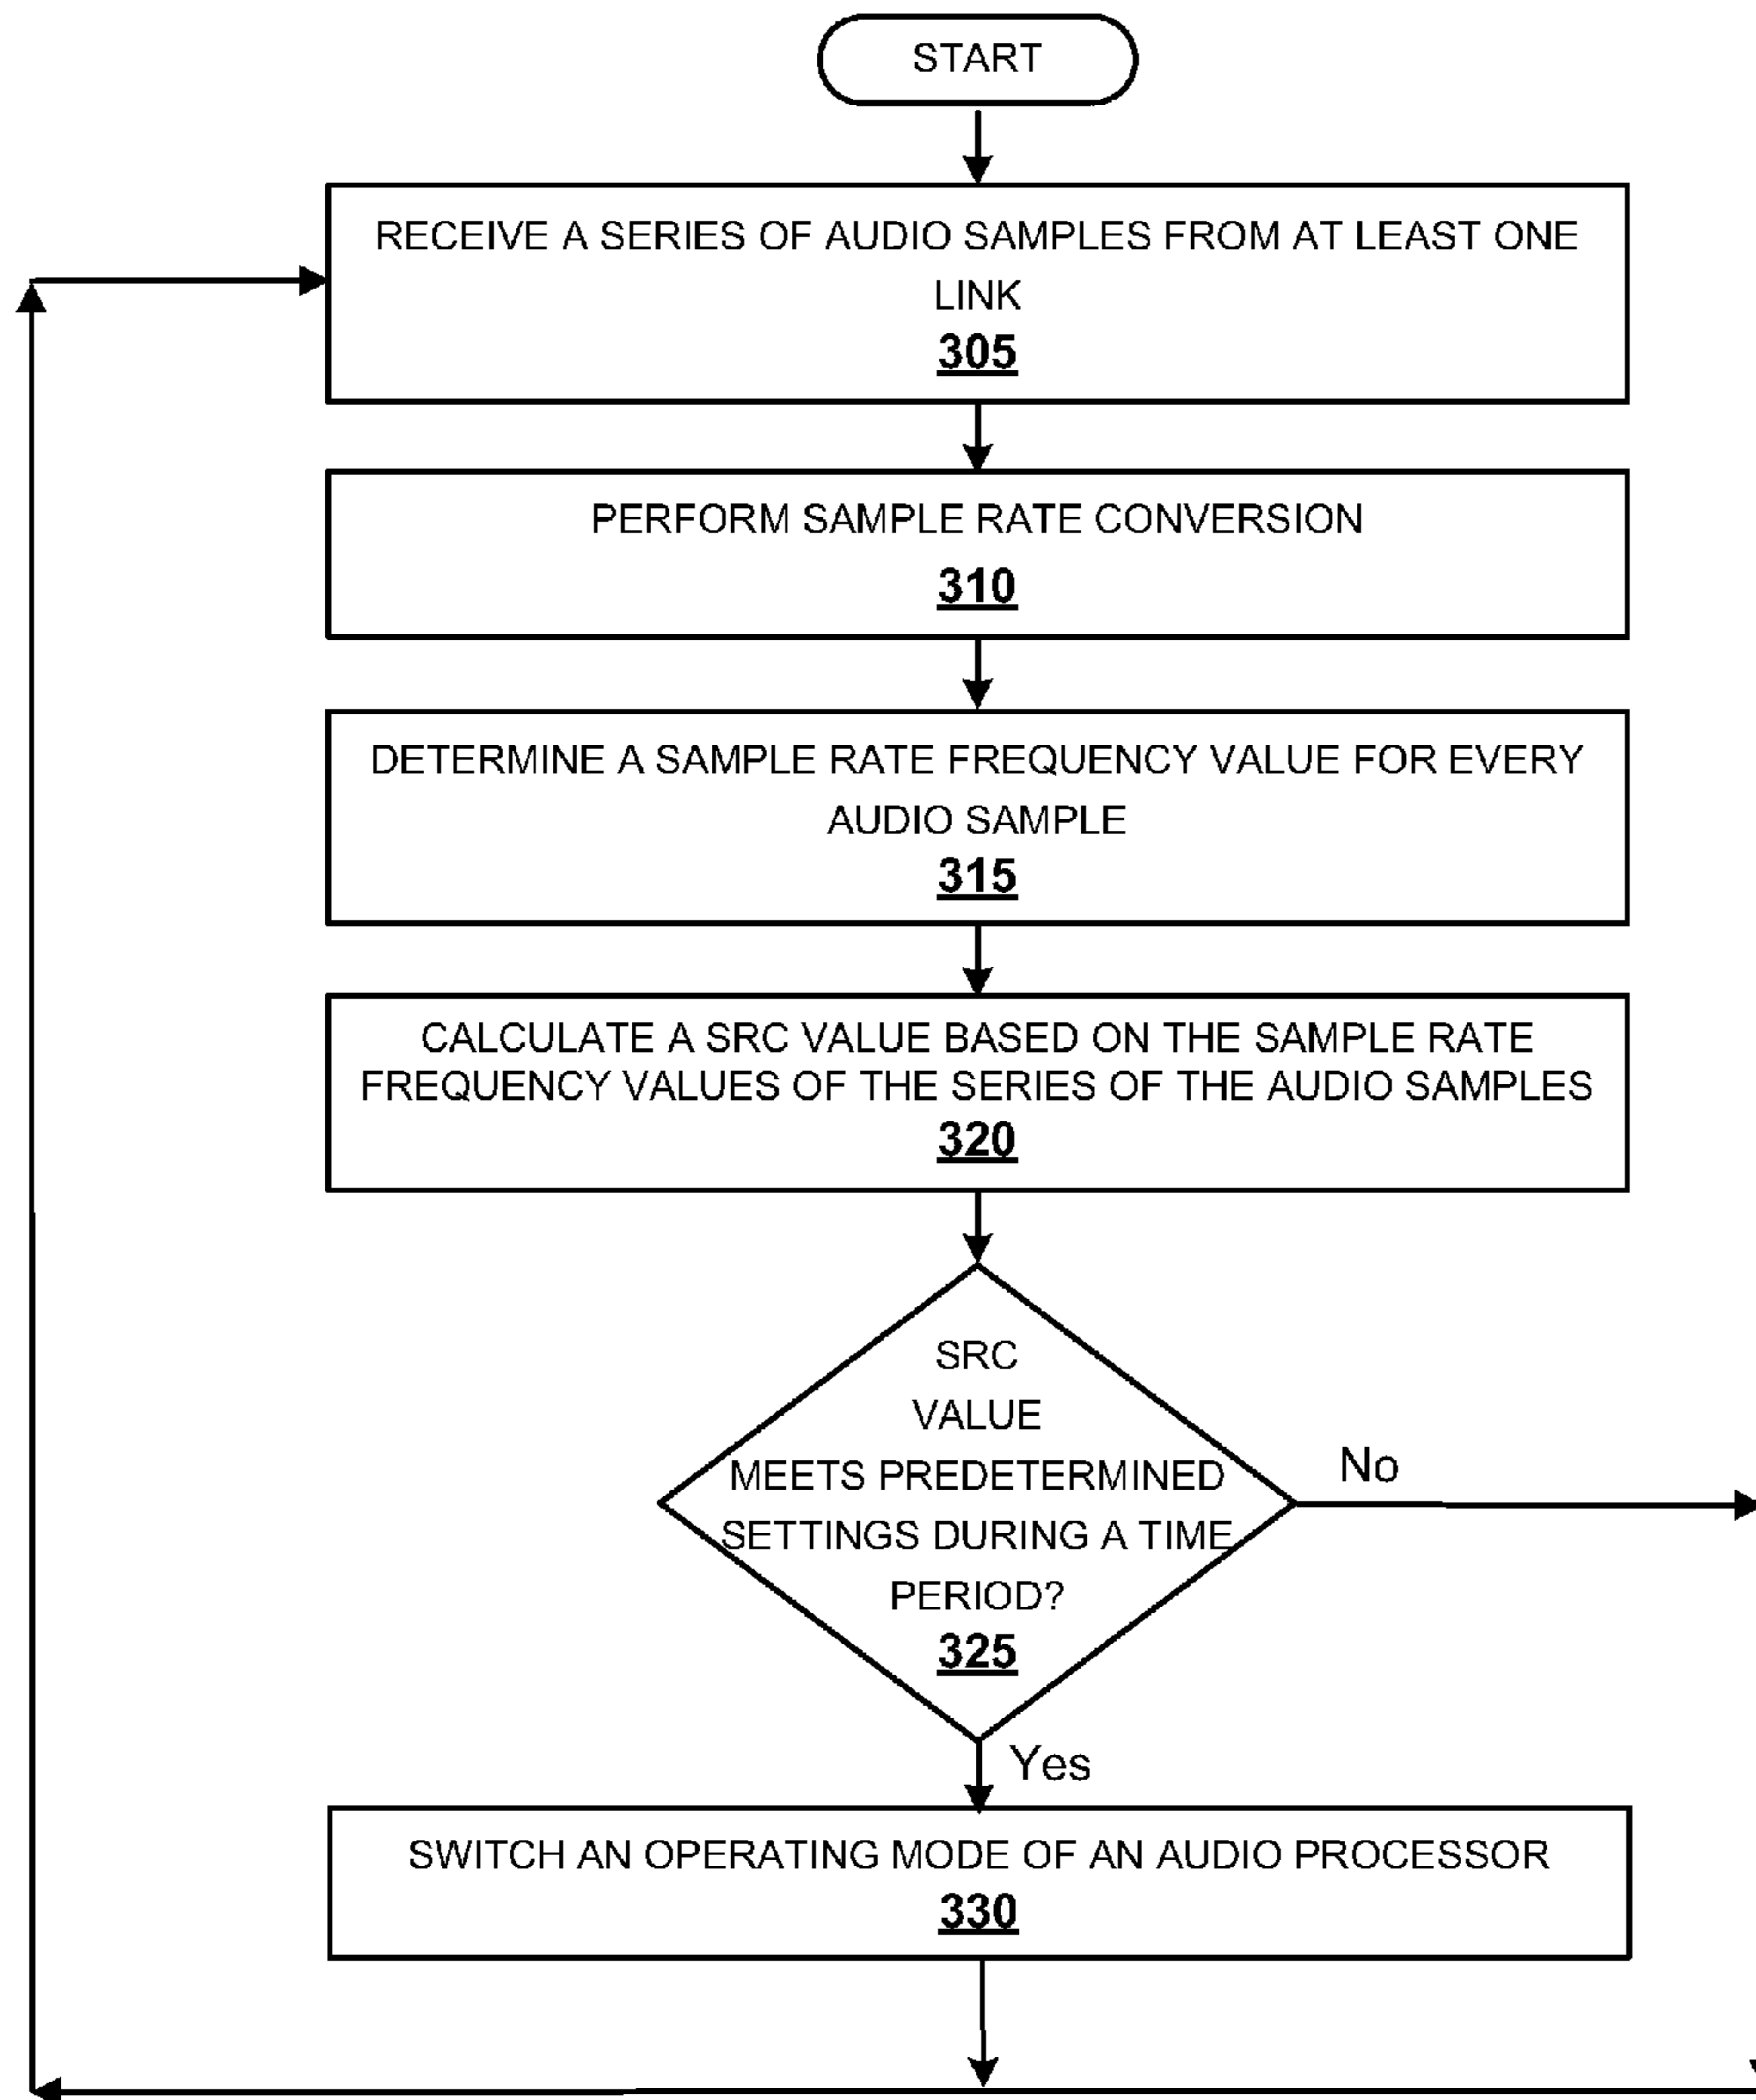 START
RECEIVE A SERIES OF AUDIO SAMPLES FROM AT LEAST ONE
LINK
305
PERFORM SAMPLE RATE CONVERSION
310
DETERMINE A SAMPLE RATE FREQUENCY VALUE FOR EVERY
AUDIO SAMPLE
315
CALCULATE A SRC VALUE BASED ON THE SAMPLE RATE
FREQUENCY VALUES OF THE SERIES OF THE AUDIO SAMPLES
320
SRC
VALUE
MEETS PREDETERMINED
SETTINGS DURING A TIME
PERIOD?
325
No
Yes
SWITCH AN OPERATING MODE OF AN AUDIO PROCESSOR
330